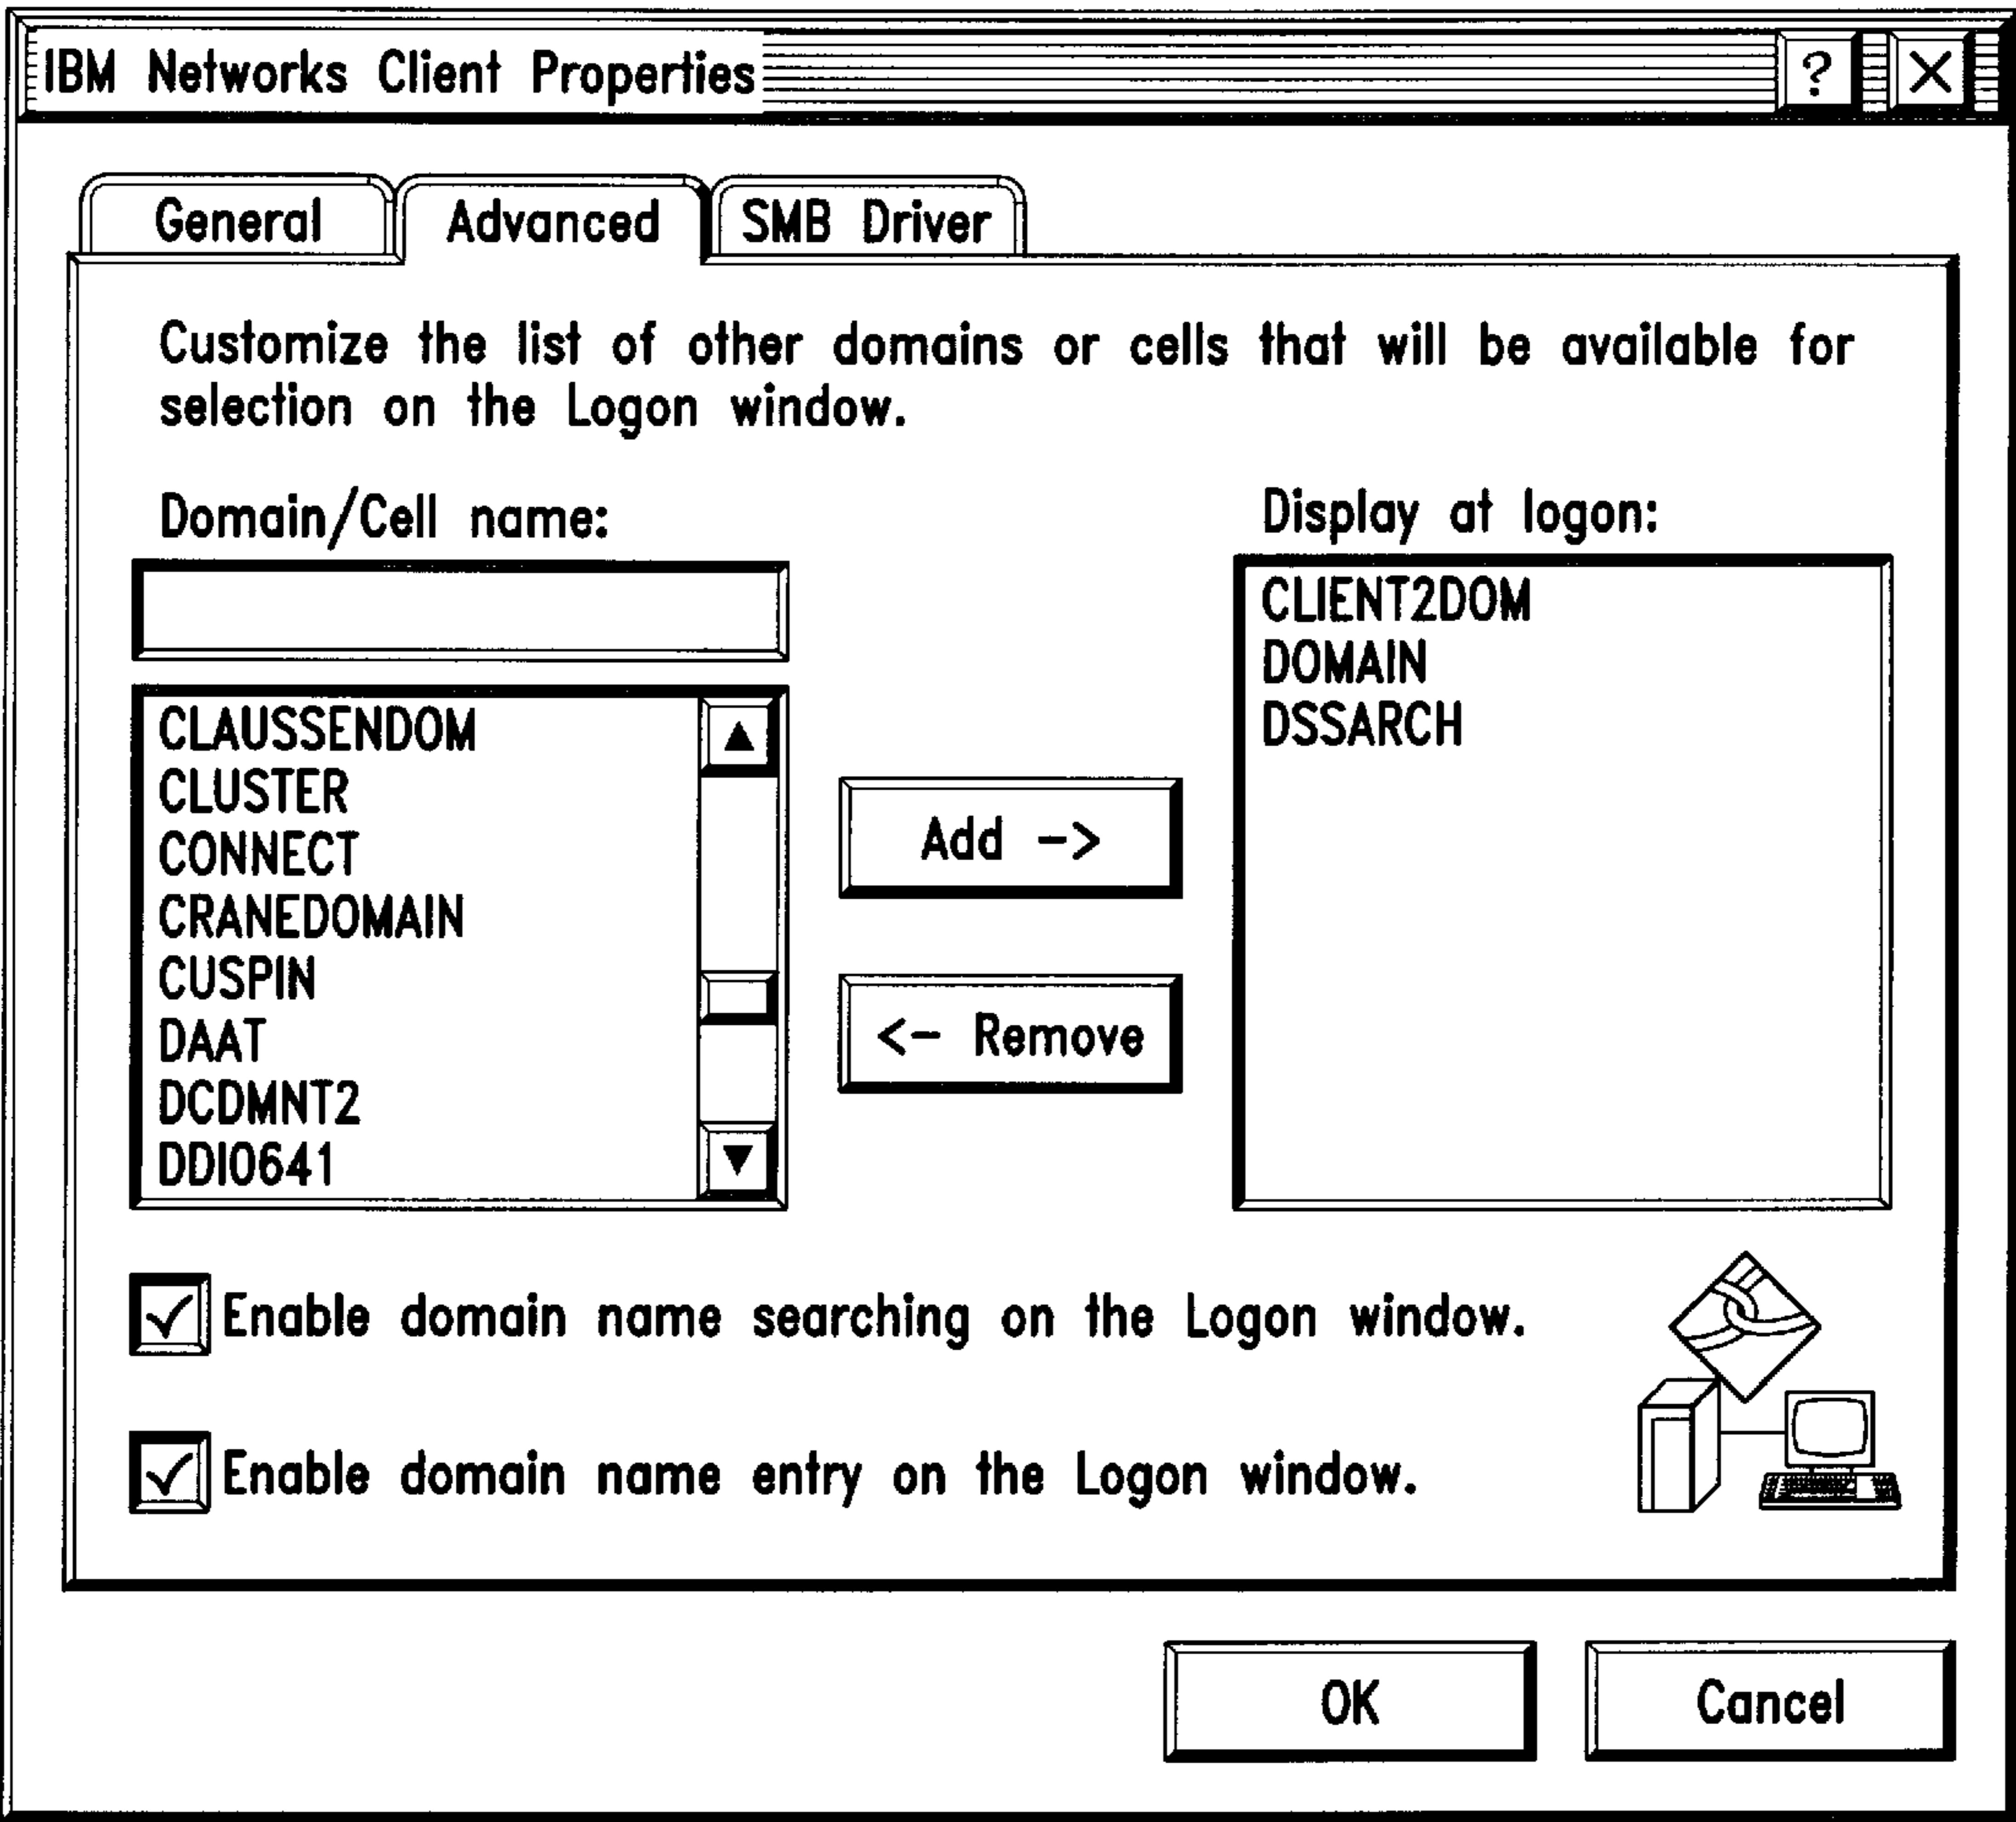 IBM Networks Client Properties
?
General
Advanced
SMB Driver
Customize the list of other domains or cells that will be available for
selection on the Logon window.
Domain/Cell name:
CLAUSSENDOM
CLUSTER
CONNECT
CRANEDOMAIN
CUSPIN
DAAT
DCDMNT2
DDI0641
Add ->
<- Remove
Display at logon:
CLIENT2DOM
DOMAIN
DSSARCH
Enable domain name searching on the Logon window.
Enable domain name entry on the Logon window.
OK
Cancel